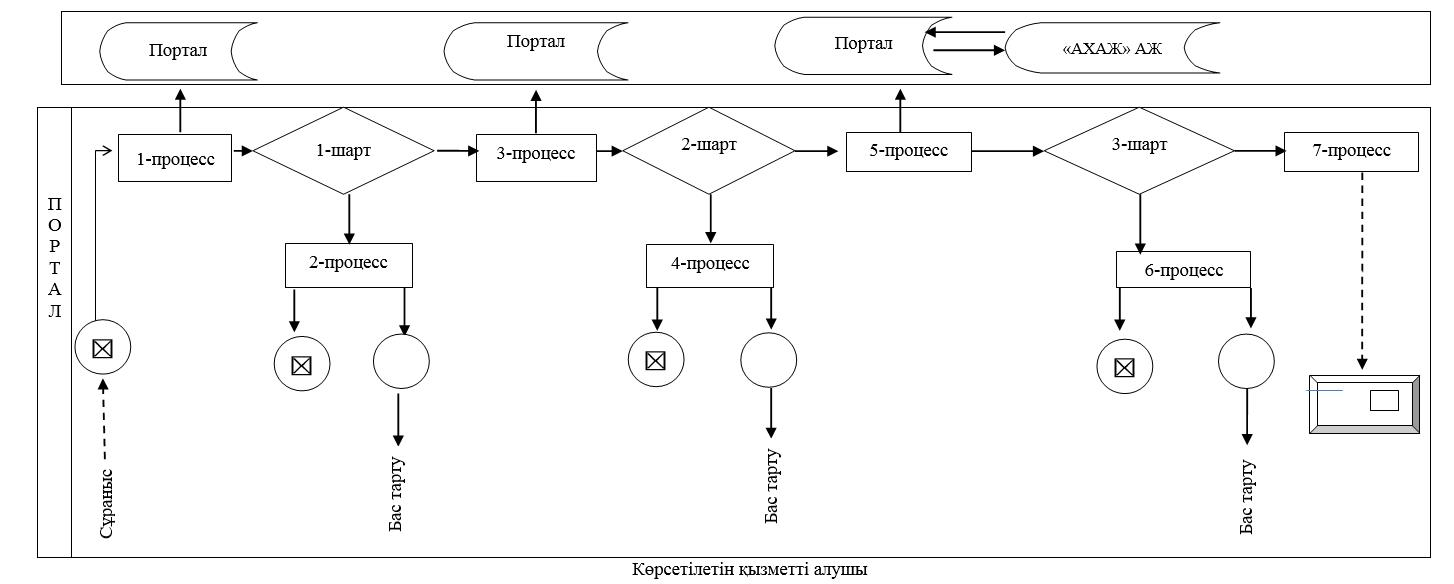 Портал
Портал
Портал
«АХАЖ» АЖ
ПОРТАЛ
1-процесс
1-шарт
3-процесс
2-шарт
5-процесс
3-шарт
7-процесс
2-процесс
4-процесс
6-процесс
Сұраныс
Бас тарту
Бас тарту
Бас тарту
Көрсетілетін қызметті алушы